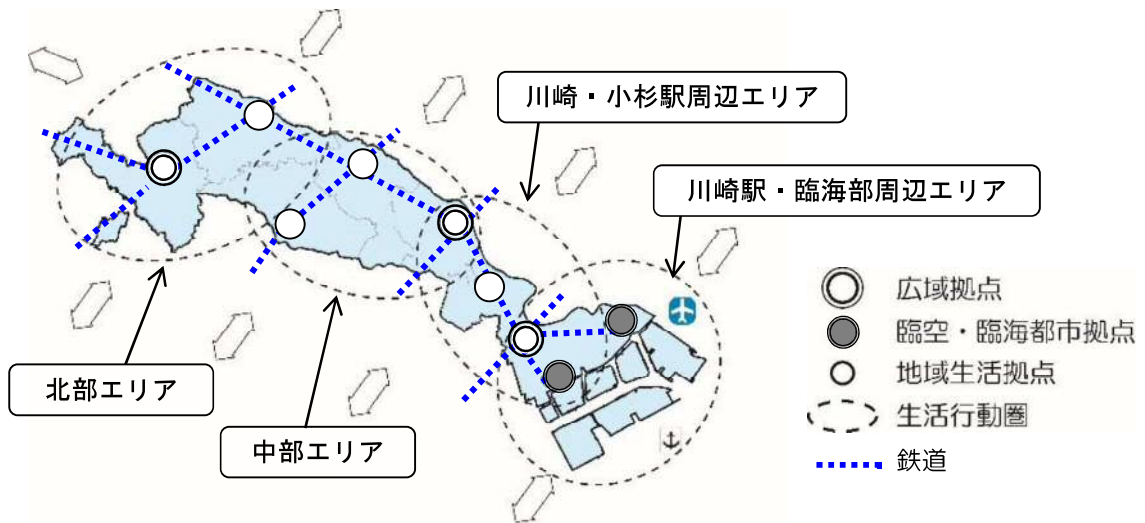 川崎・小杉駅周辺エリア
川崎駅・臨海部周辺エリア
北部エリア
中部エリア
広域拠点
臨空・臨海都市拠点
地域生活拠点
生活行動圏
鉄道